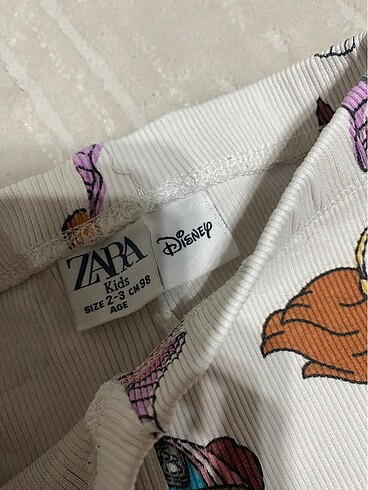 ZARA
Kids
SIZE 2-3 CM 98
AGE
Disney